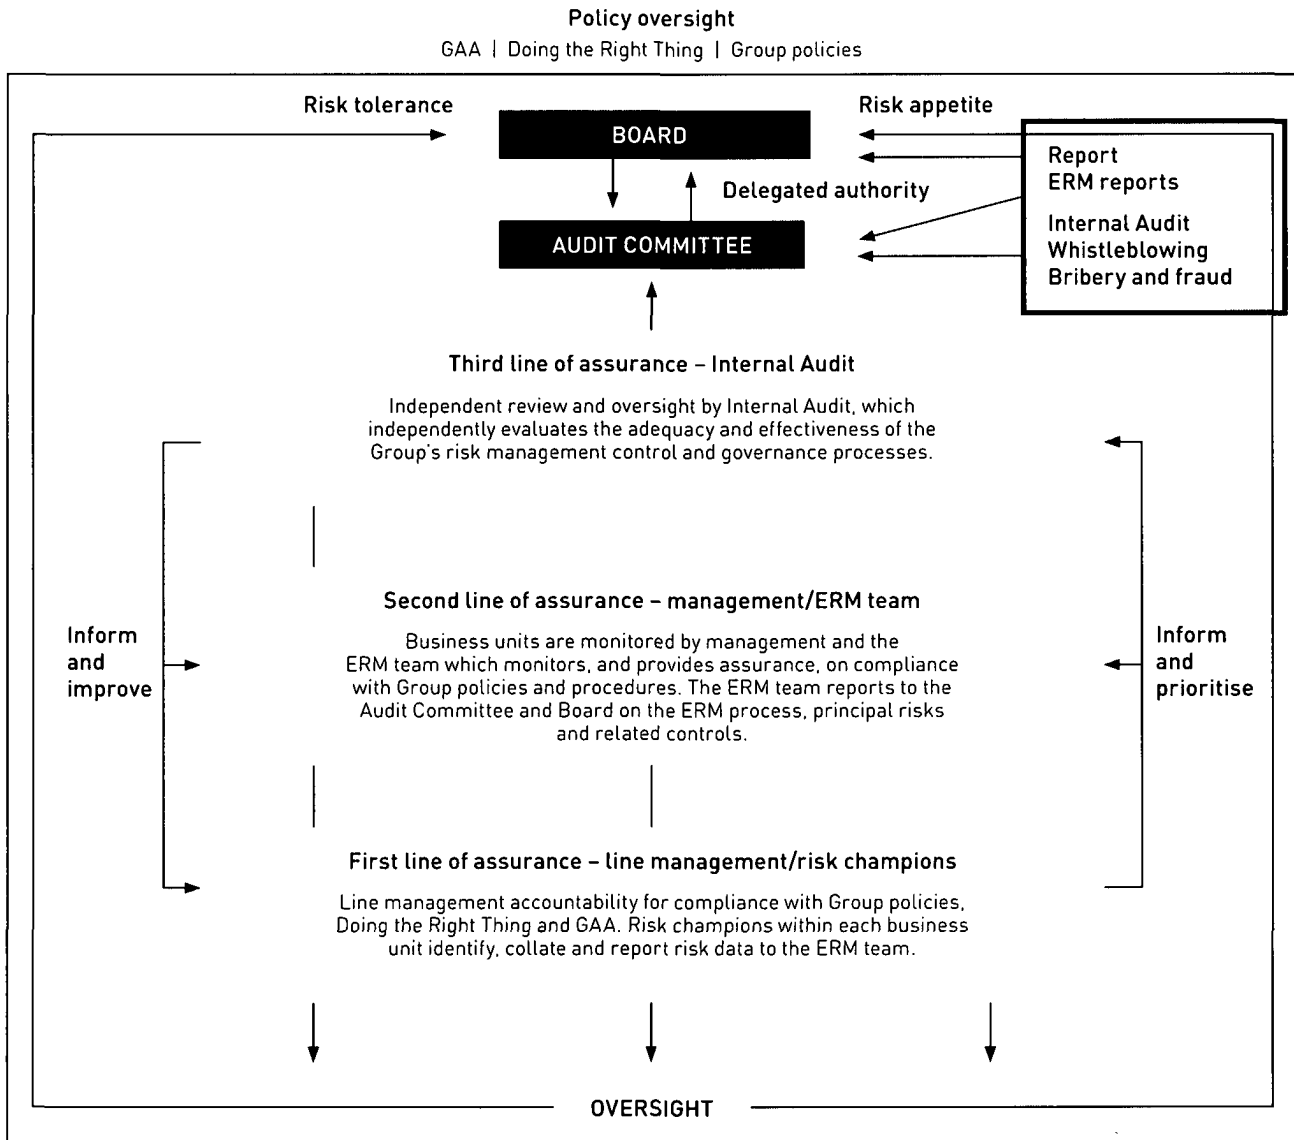 Policy oversight
GAA | Doing the Right Thing | Group policies
Risk tolerance
Risk appetite
BOARD
Report
ERM reports
Delegated authority
Internal Audit
Whistleblowing
Bribery and fraud
AUDIT COMMITTEE
Third line of assurance – Internal Audit
Independent review and oversight by Internal Audit, which
independently evaluates the adequacy and effectiveness of the
Group's risk management control and governance processes.
Second line of assurance – management/ERM team
Inform
and
improve
Business units are monitored by management and the
ERM team which monitors, and provides assurance, on compliance
with Group policies and procedures. The ERM team reports to the
Audit Committee and Board on the ERM process, principal risks
and related controls.
Inform
and
prioritise
First line of assurance – line management/risk champions
Line management accountability for compliance with Group policies,
Doing the Right Thing and GAA. Risk champions within each business
unit identify, collate and report risk data to the ERM team.
OVERSIGHT